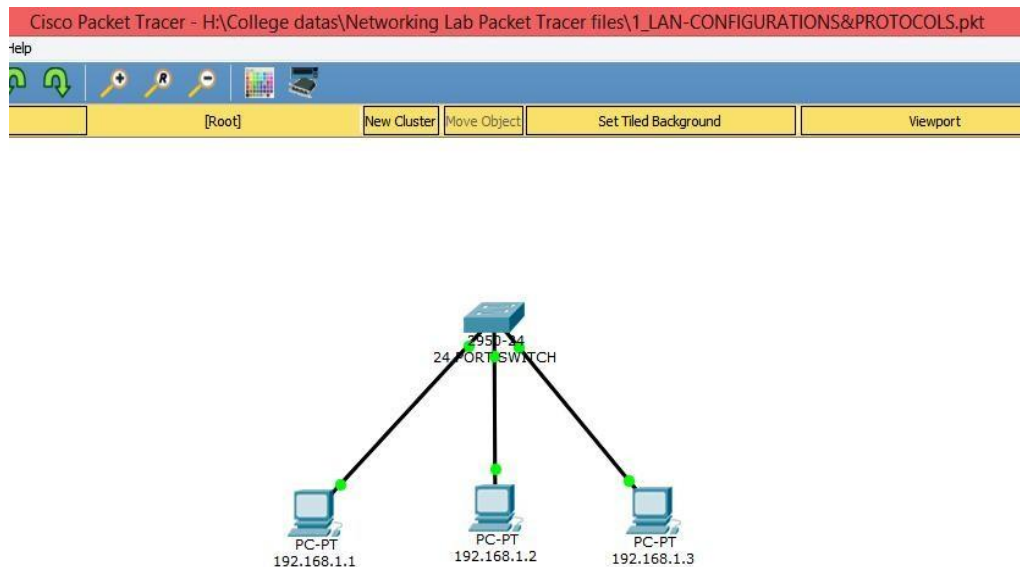 Cisco Packet Tracer - H:\College datas\Networking Lab Packet Tracer files\1_LAN-CONFIGURATIONS&PROTOCOLS.pkt
Help
R
[Root] New Cluster Move Object Set Tiled Background Viewport
2950-24
24 PORT SWITCH
PC-PT
192.168.1.1
PC-PT
192.168.1.2
PC-PT
192.168.1.3